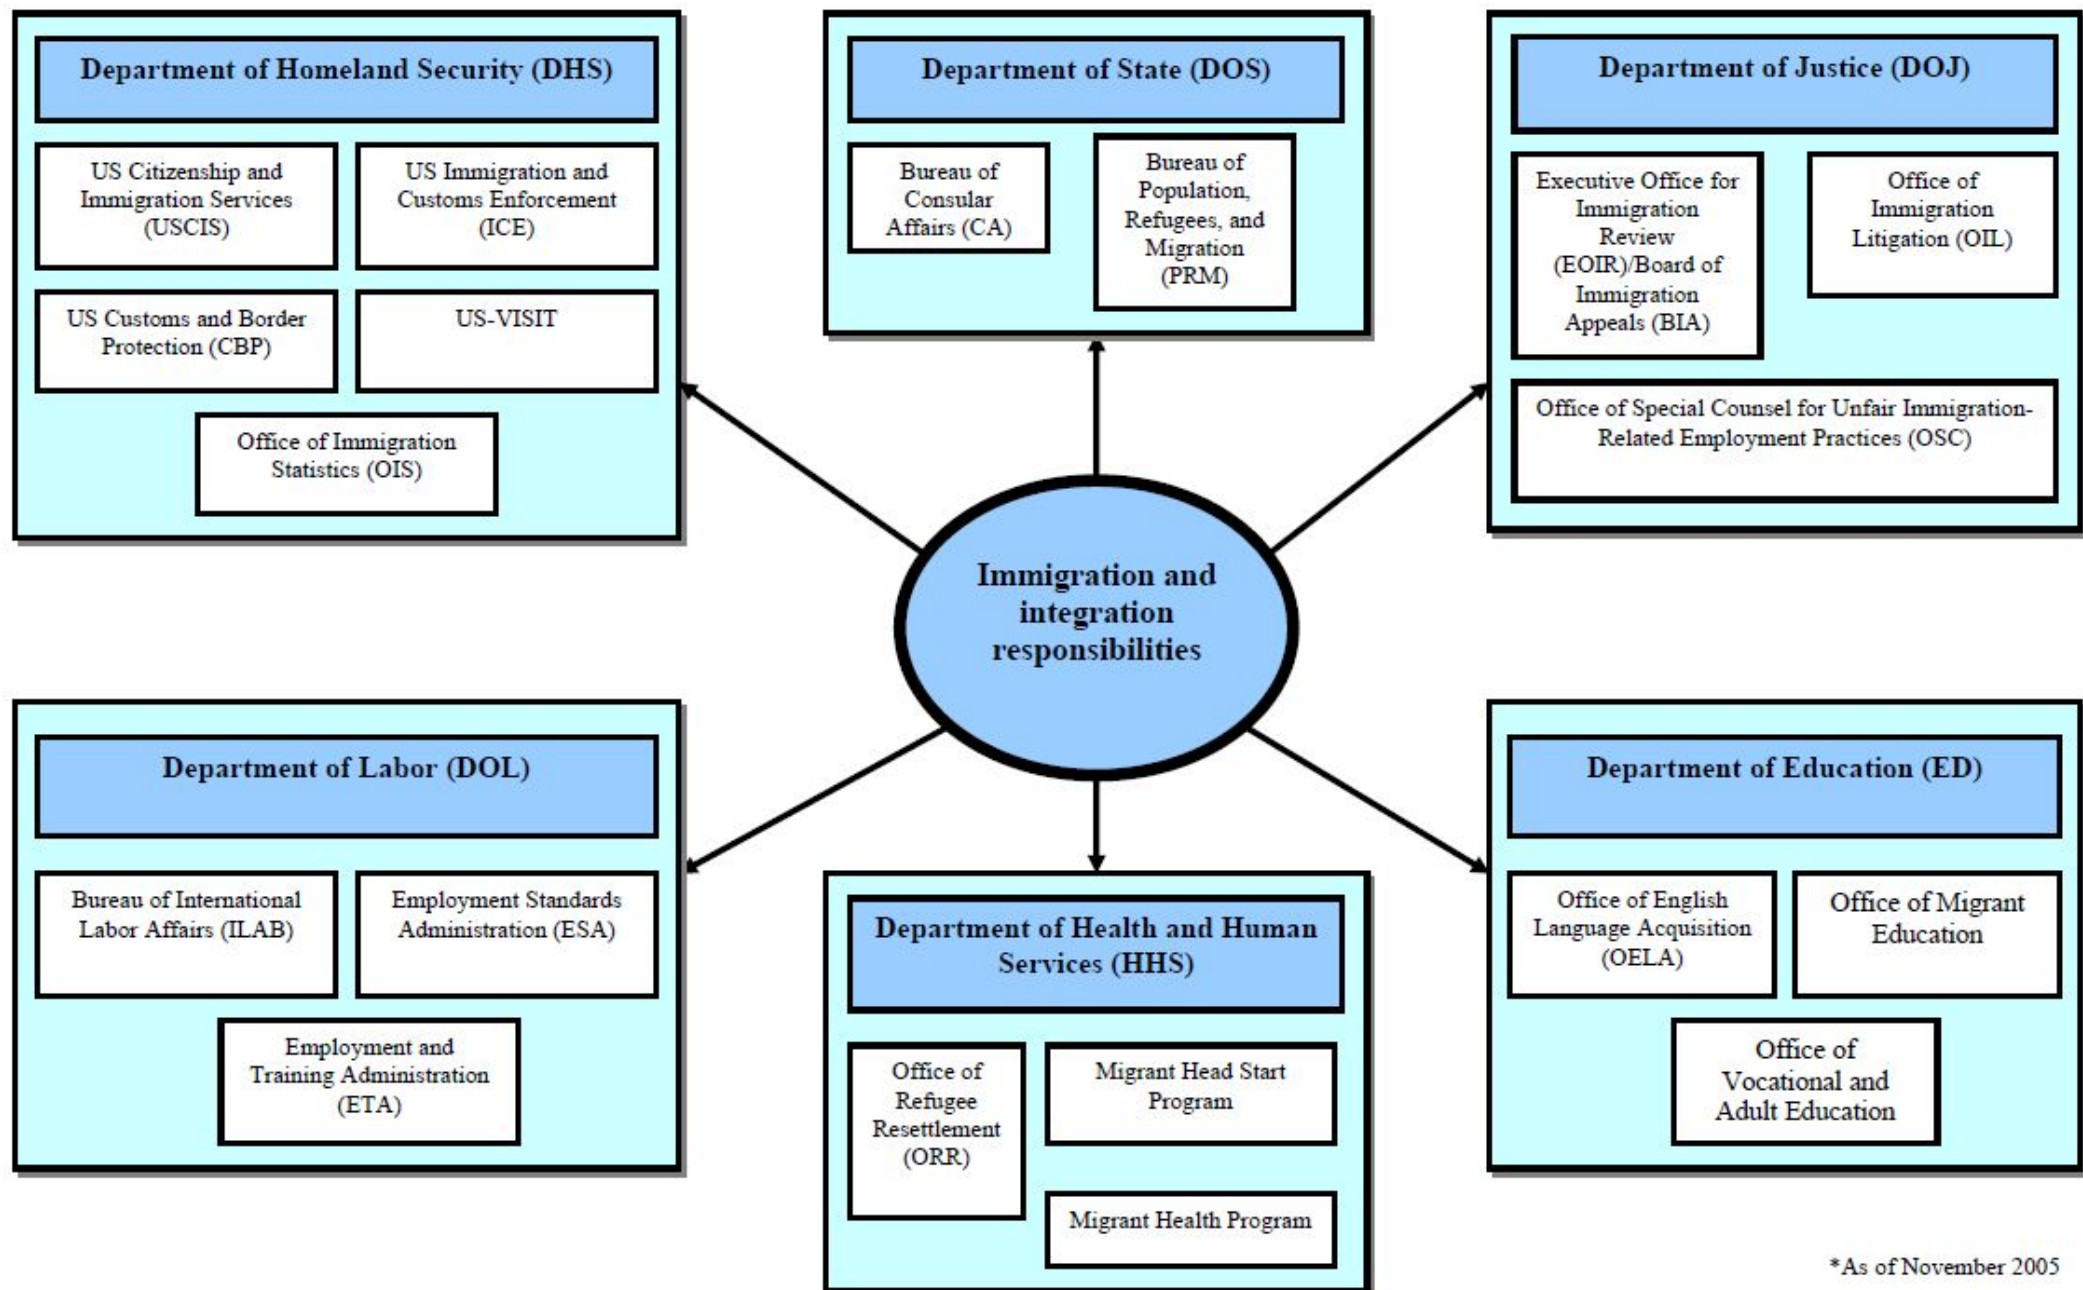 Department of Homeland Security (DHS)
US Citizenship and
Immigration Services
(USCIS)
US Immigration and
Customs Enforcement
(ICE)
US Customs and Border
Protection (CBP)
US-VISIT
Office of Immigration
Statistics (OIS)
Department of State (DOS)
Bureau of
Consular
Affairs (CA)
Bureau of
Population,
Refugees, and
Migration
(PRM)
Department of Justice (DOJ)
Executive Office for
Immigration
Review
(EOIR)/Board of
Immigration
Appeals (BIA)
Office of
Immigration
Litigation (OIL)
Office of Special Counsel for Unfair Immigration-
Related Employment Practices (OSC)
Immigration and
integration
responsibilities
Department of Labor (DOL)
Bureau of International
Labor Affairs (ILAB)
Employment Standards
Administration (ESA)
Employment and
Training Administration
(ETA)
Department of Health and Human
Services (HHS)
Office of
Refugee
Resettlement
(ORR)
Migrant Head Start
Program
Migrant Health Program
Department of Education (ED)
Office of English
Language Acquisition
(OELA)
Office of Migrant
Education
Office of
Vocational and
Adult Education
*As of November 2005